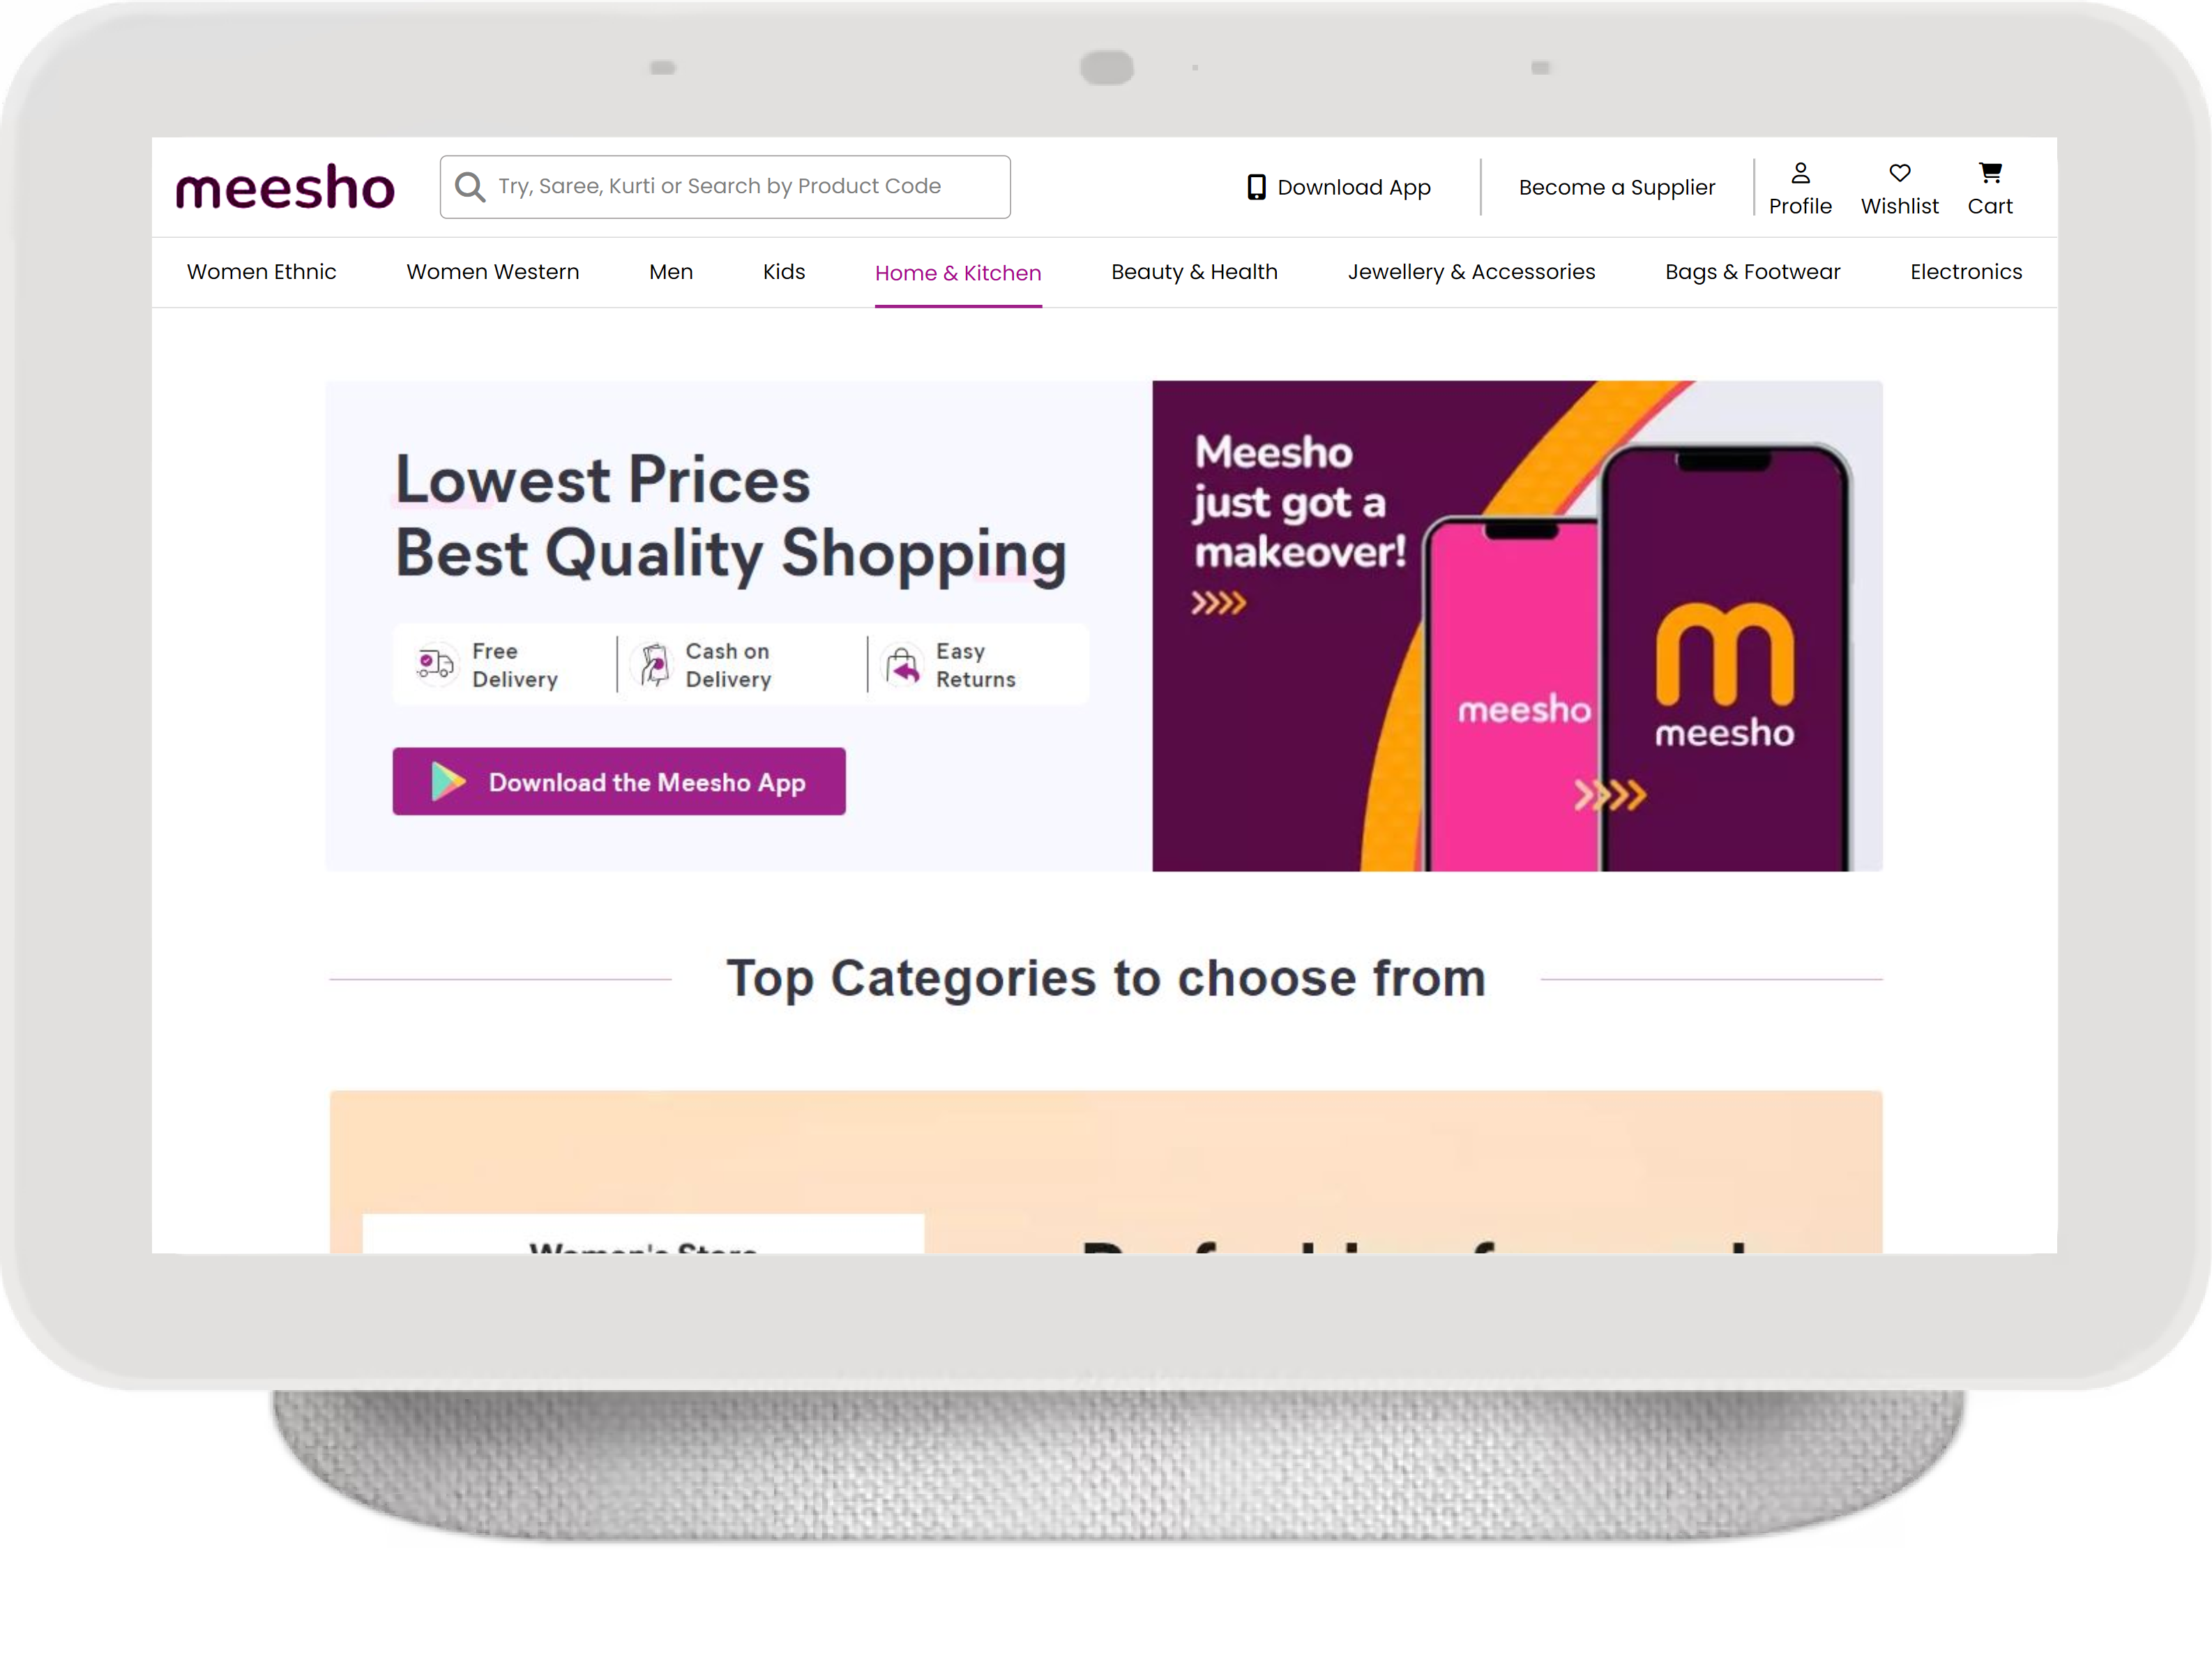 meesho
Try, Saree, Kurti or Search by Product Code
Download App
Become a Supplier
Profile
Wishlist
Cart
Women Ethnic
Women Western
Men
Kids
Home & Kitchen
Beauty & Health
Jewellery & Accessories
Bags & Footwear
Electronics
Lowest Prices
Best Quality Shopping
Free
Delivery
Cash on
Delivery
Easy
Returns
Download the Meesho App
Meesho
just got a
makeover!
meesho
m
meesho
Top Categories to choose from
Women's Store